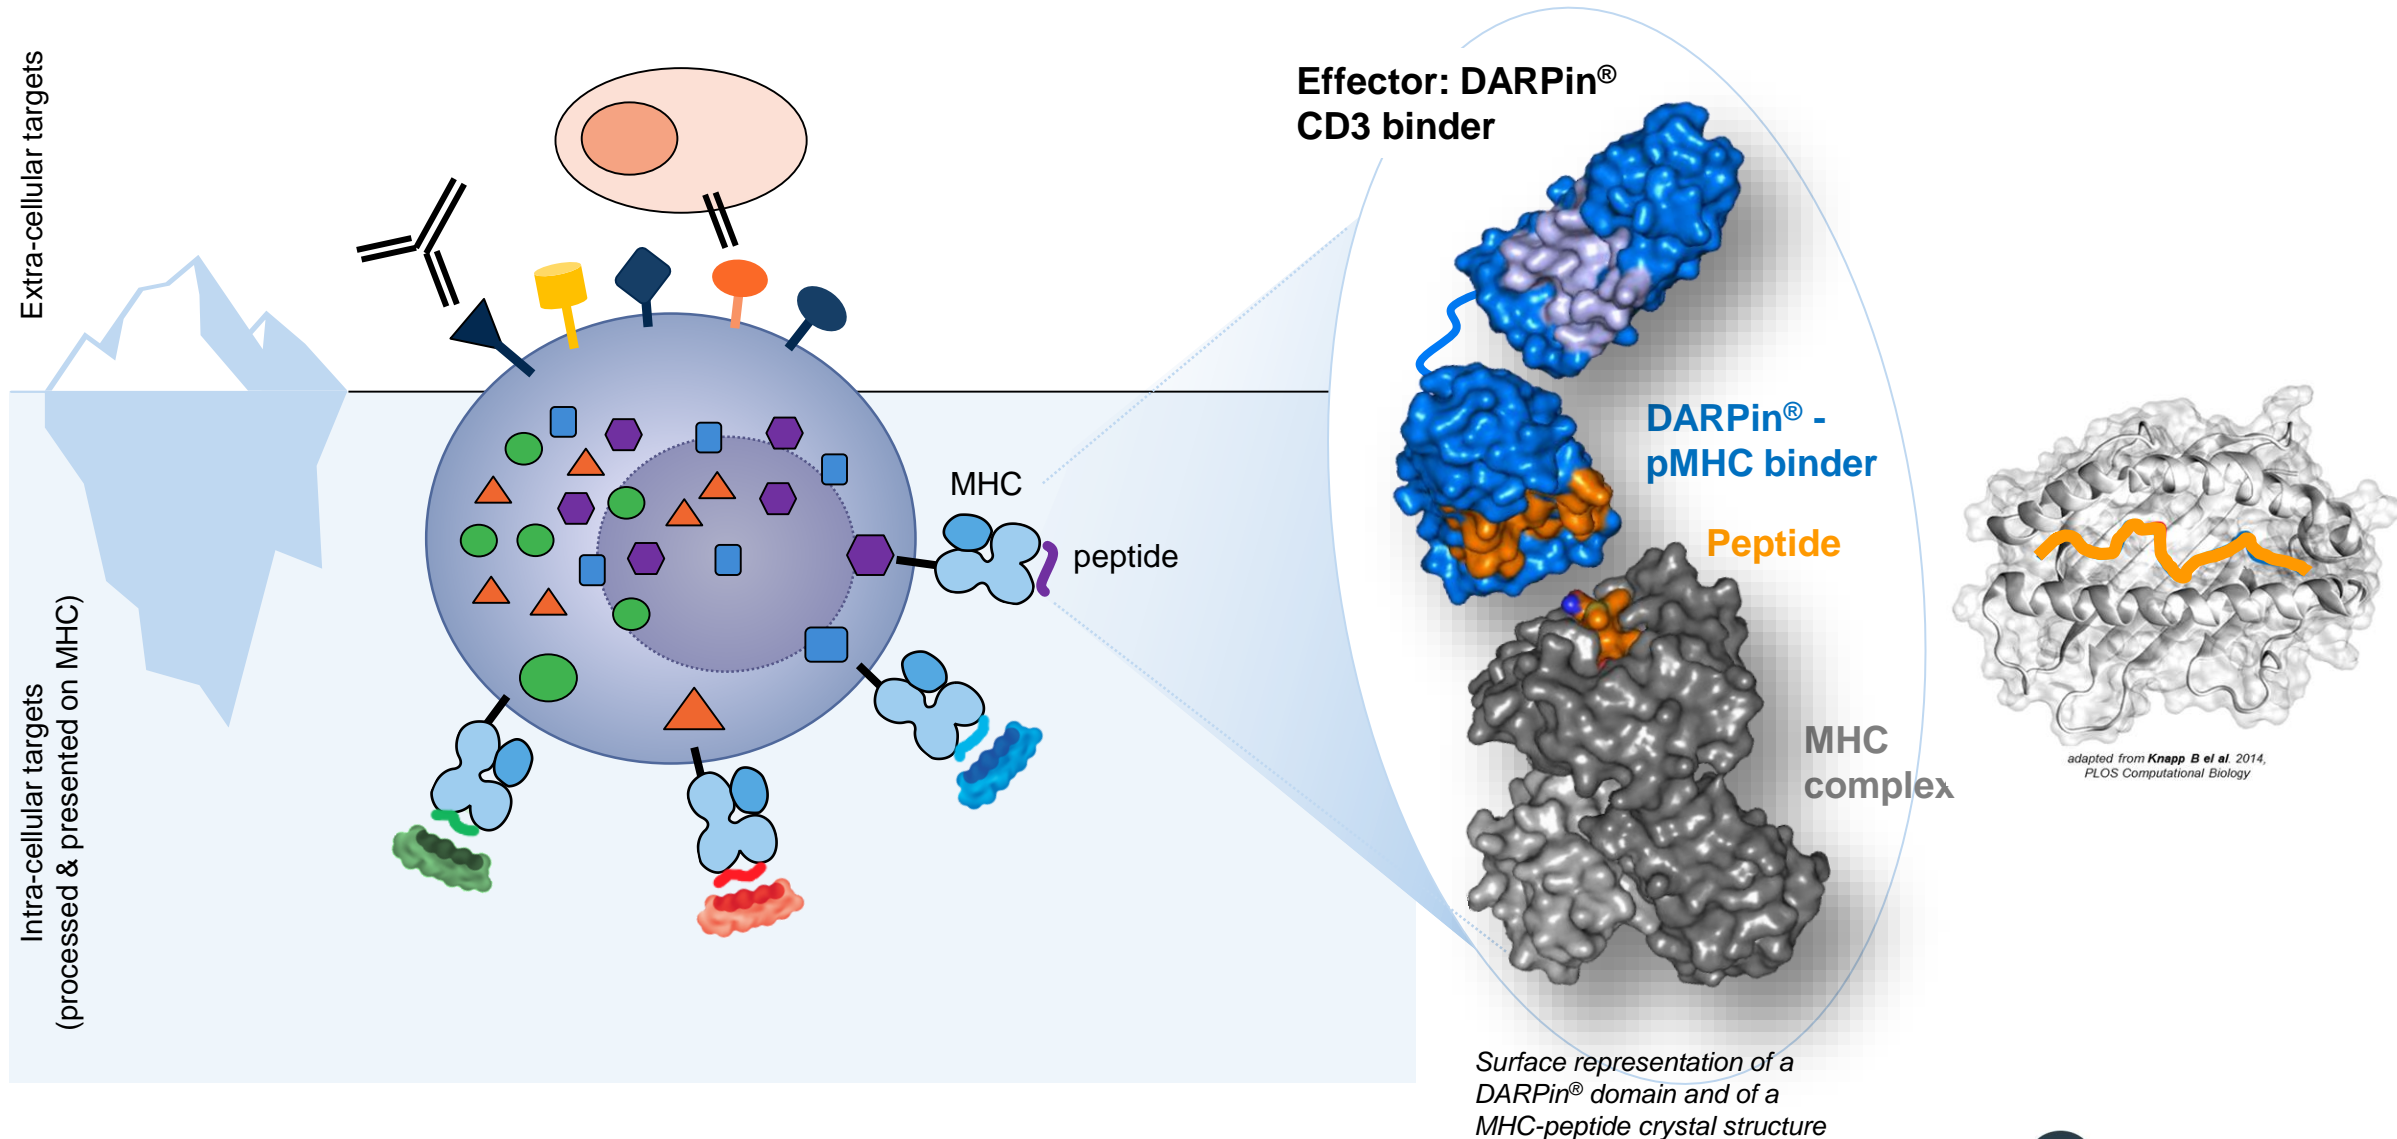 Extra-cellular targets
Intra-cellular targets
(processed & presented on MHC)
MHC
peptide
Effector: DARPin®
CD3 binder
DARPin® -
pMHC binder
Peptide
MHC
complex
Surface representation of a
DARPin® domain and of a
MHC-peptide crystal structure
adapted from Knapp B el al. 2014,
PLOS Computational Biology